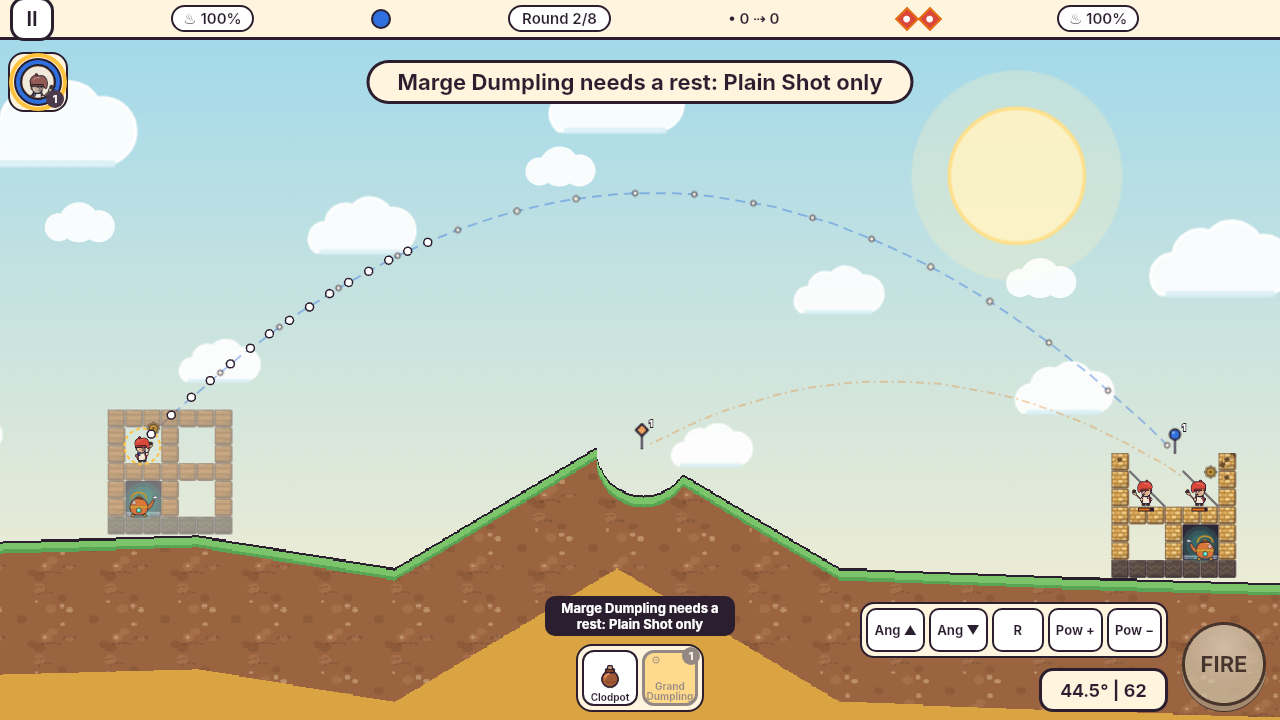 100%
Round 2/8
• 0 ⇢ 0
100%
1
Marge Dumpling needs a rest: Plain Shot only
1
1
Marge Dumpling needs a
rest: Plain Shot only
Clodpot
1
Grand
Dumpling
Ang ▲
Ang ▼
R
Pow +
Pow −
44.5° | 62
FIRE